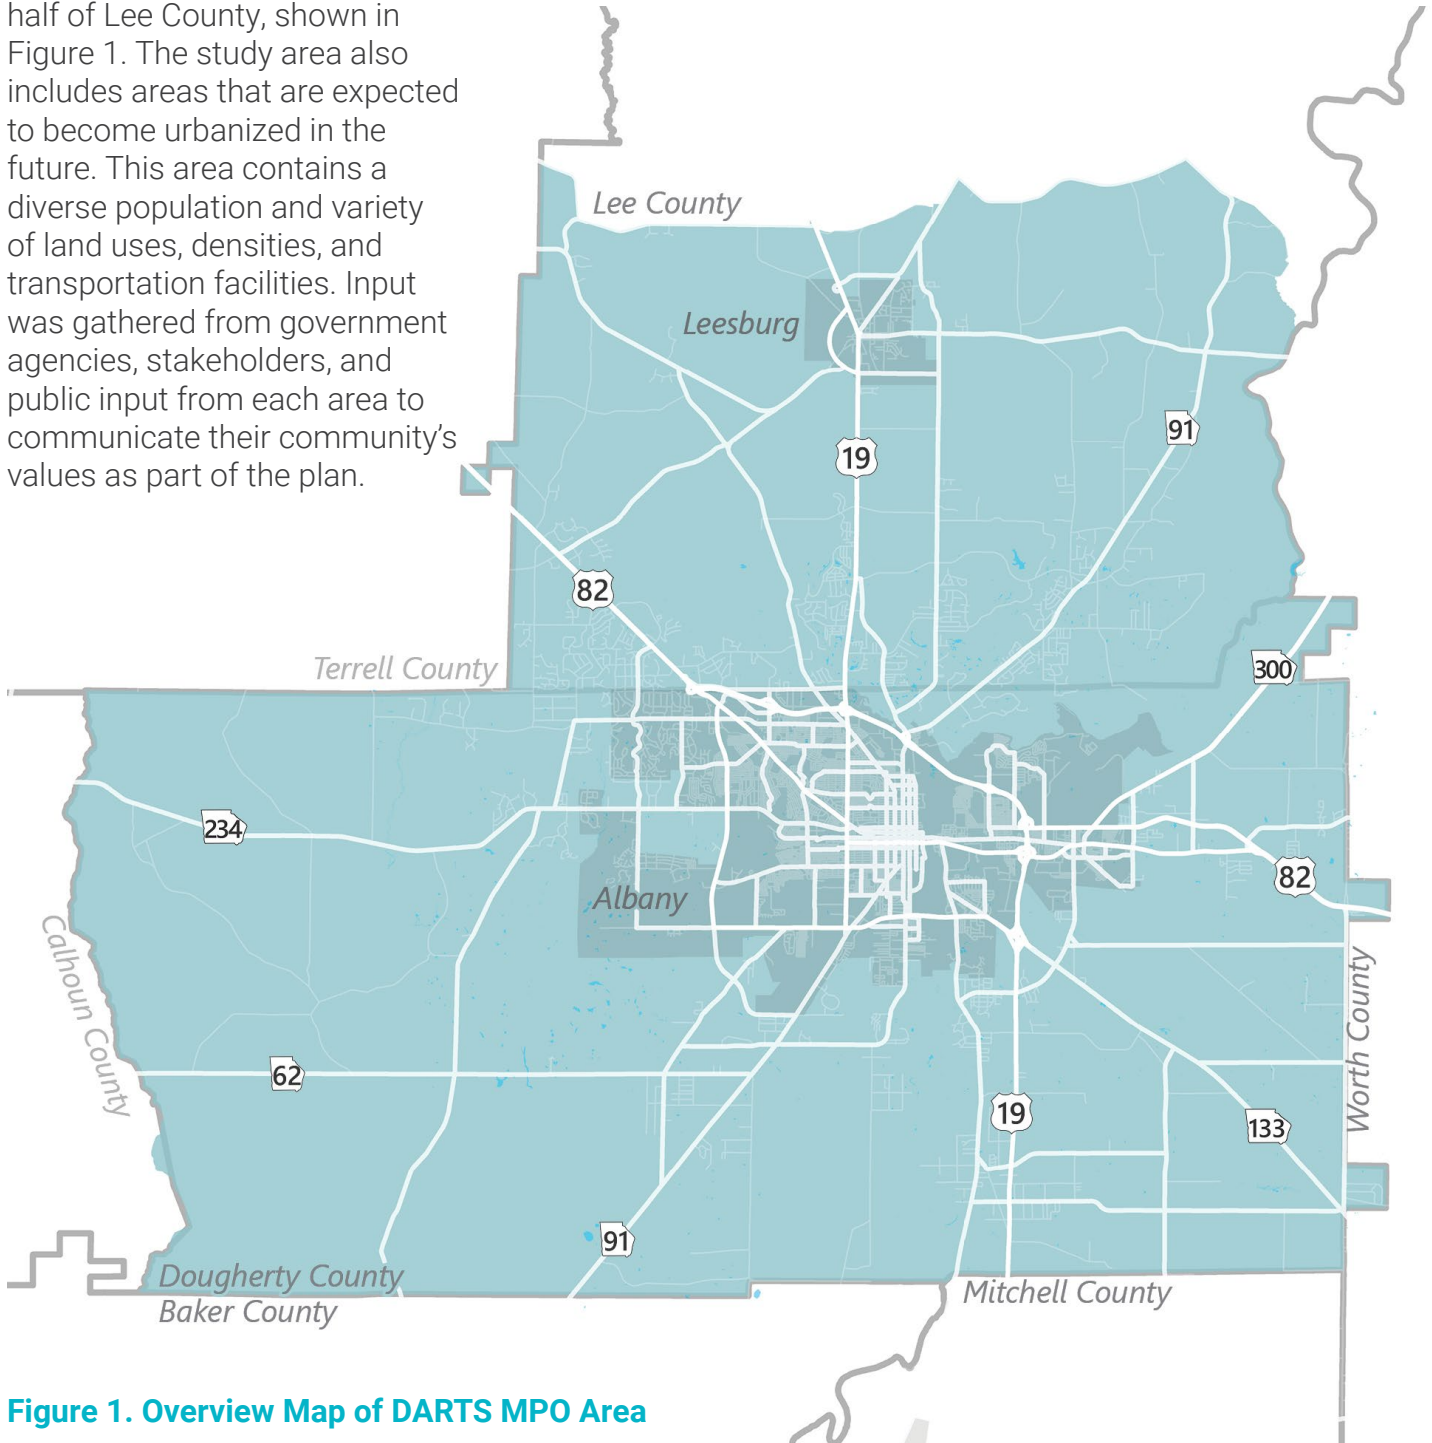 half of Lee County, shown in
Figure 1. The study area also
includes areas that are expected
to become urbanized in the
future. This area contains a
diverse population and variety
of land uses, densities, and
transportation facilities. Input
was gathered from government
agencies, stakeholders, and
public input from each area to
communicate their community’s
values as part of the plan.
Lee County
Leesburg
91
19
82
Terrell County
300
234
82
Albany
Calhoun County
Worth County
62
19
133
91
Dougherty County
Baker County
Mitchell County
Figure 1. Overview Map of DARTS MPO Area